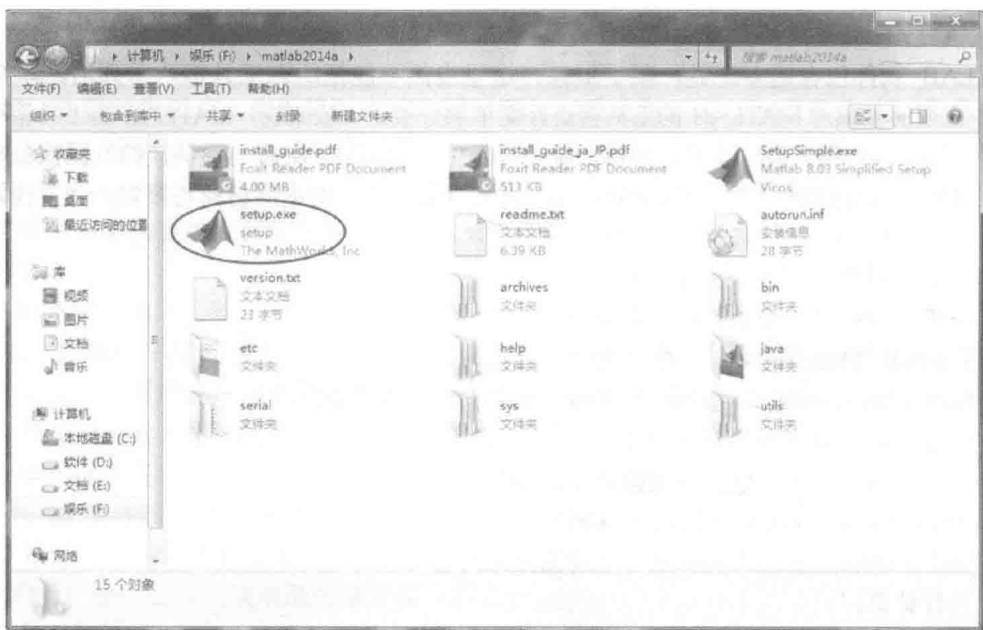 计算机 ▸ 娱乐 (F:) ▸ matlab2014a ▸
搜索 matlab2014a
文件(F) 编辑(E) 查看(V) 工具(T) 帮助(H)
组织 包含到库中 共享 刻录 新建文件夹
收藏夹
下载
桌面
最近访问的位置
库
视频
图片
文档
音乐
计算机
本地磁盘 (C:)
软件 (D:)
文档 (E:)
娱乐 (F:)
网络
install_guide.pdf
Foxit Reader PDF Document
4.00 MB
install_guide_ja_JP.pdf
Foxit Reader PDF Document
513 KB
SetupSimple.exe
Matlab 8.03 Simplified Setup
Vicos
setup.exe
setup
The MathWorks, Inc
readme.txt
文本文档
6.39 KB
autorun.inf
安装信息
28 字节
version.txt
文本文档
23 字节
archives
文件夹
bin
文件夹
etc
文件夹
help
文件夹
java
文件夹
serial
文件夹
sys
文件夹
utils
文件夹
15 个对象